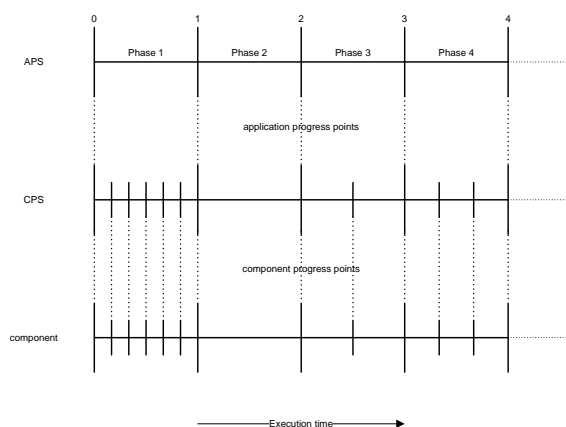 0 1 2 3 4
Phase 1 Phase 2 Phase 3 Phase 4
APS
application progress points
CPS
component progress points
component
Execution time